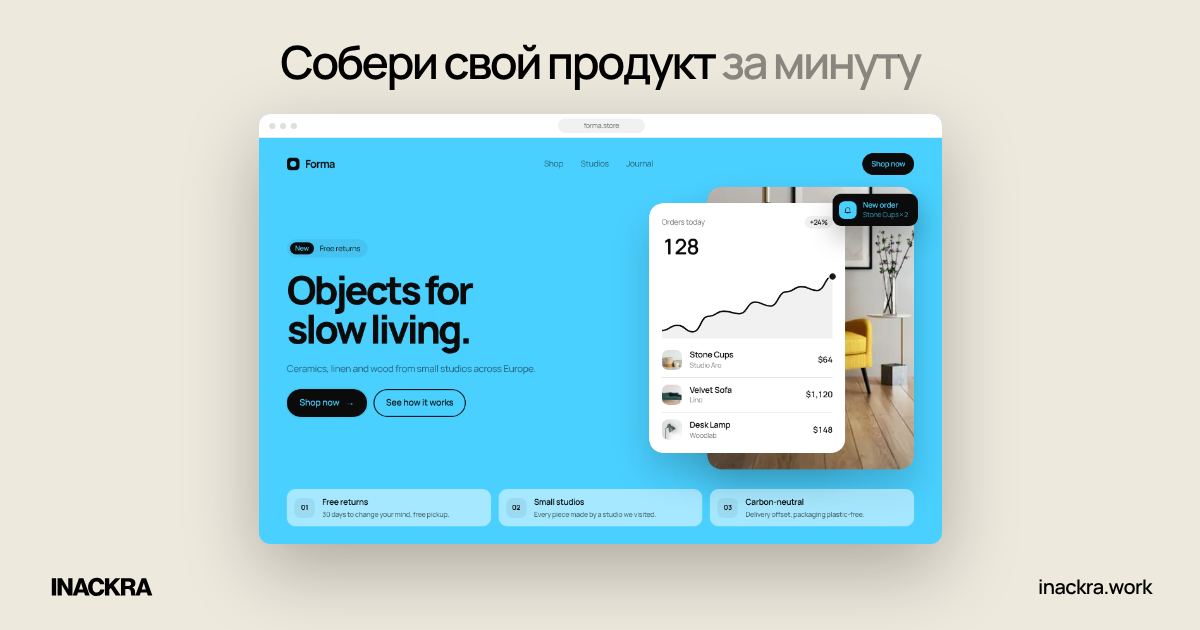 Собери свой продукт за минуту
forma.store
Forma
Shop Studios Journal
Shop now
New Free returns
Objects for
slow living.
Ceramics, linen and wood from small studios across Europe.
Shop now →
See how it works
Orders today +24%
128
New order
Stone Cups × 2
Stone Cups $64
Studio Aro
Velvet Sofa $1,120
Lino
Desk Lamp $148
Woodlab
01 Free returns
30 days to change your mind, free pickup.
02 Small studios
Every piece made by a studio we visited.
03 Carbon-neutral
Delivery offset, packaging plastic-free.
INACKRA
inackra.work